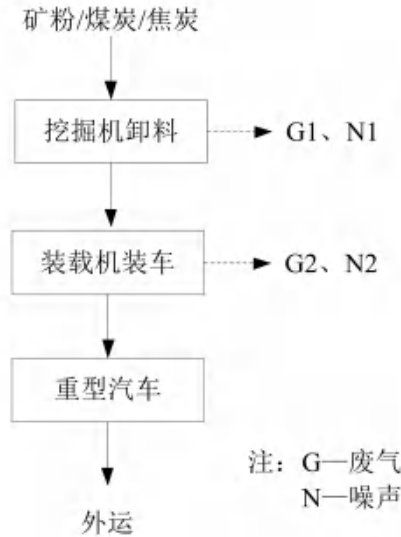 矿粉/煤炭/焦炭
挖掘机卸料
G1、N1
装载机装车
G2、N2
重型汽车
注：G—废气
N—噪声
外运